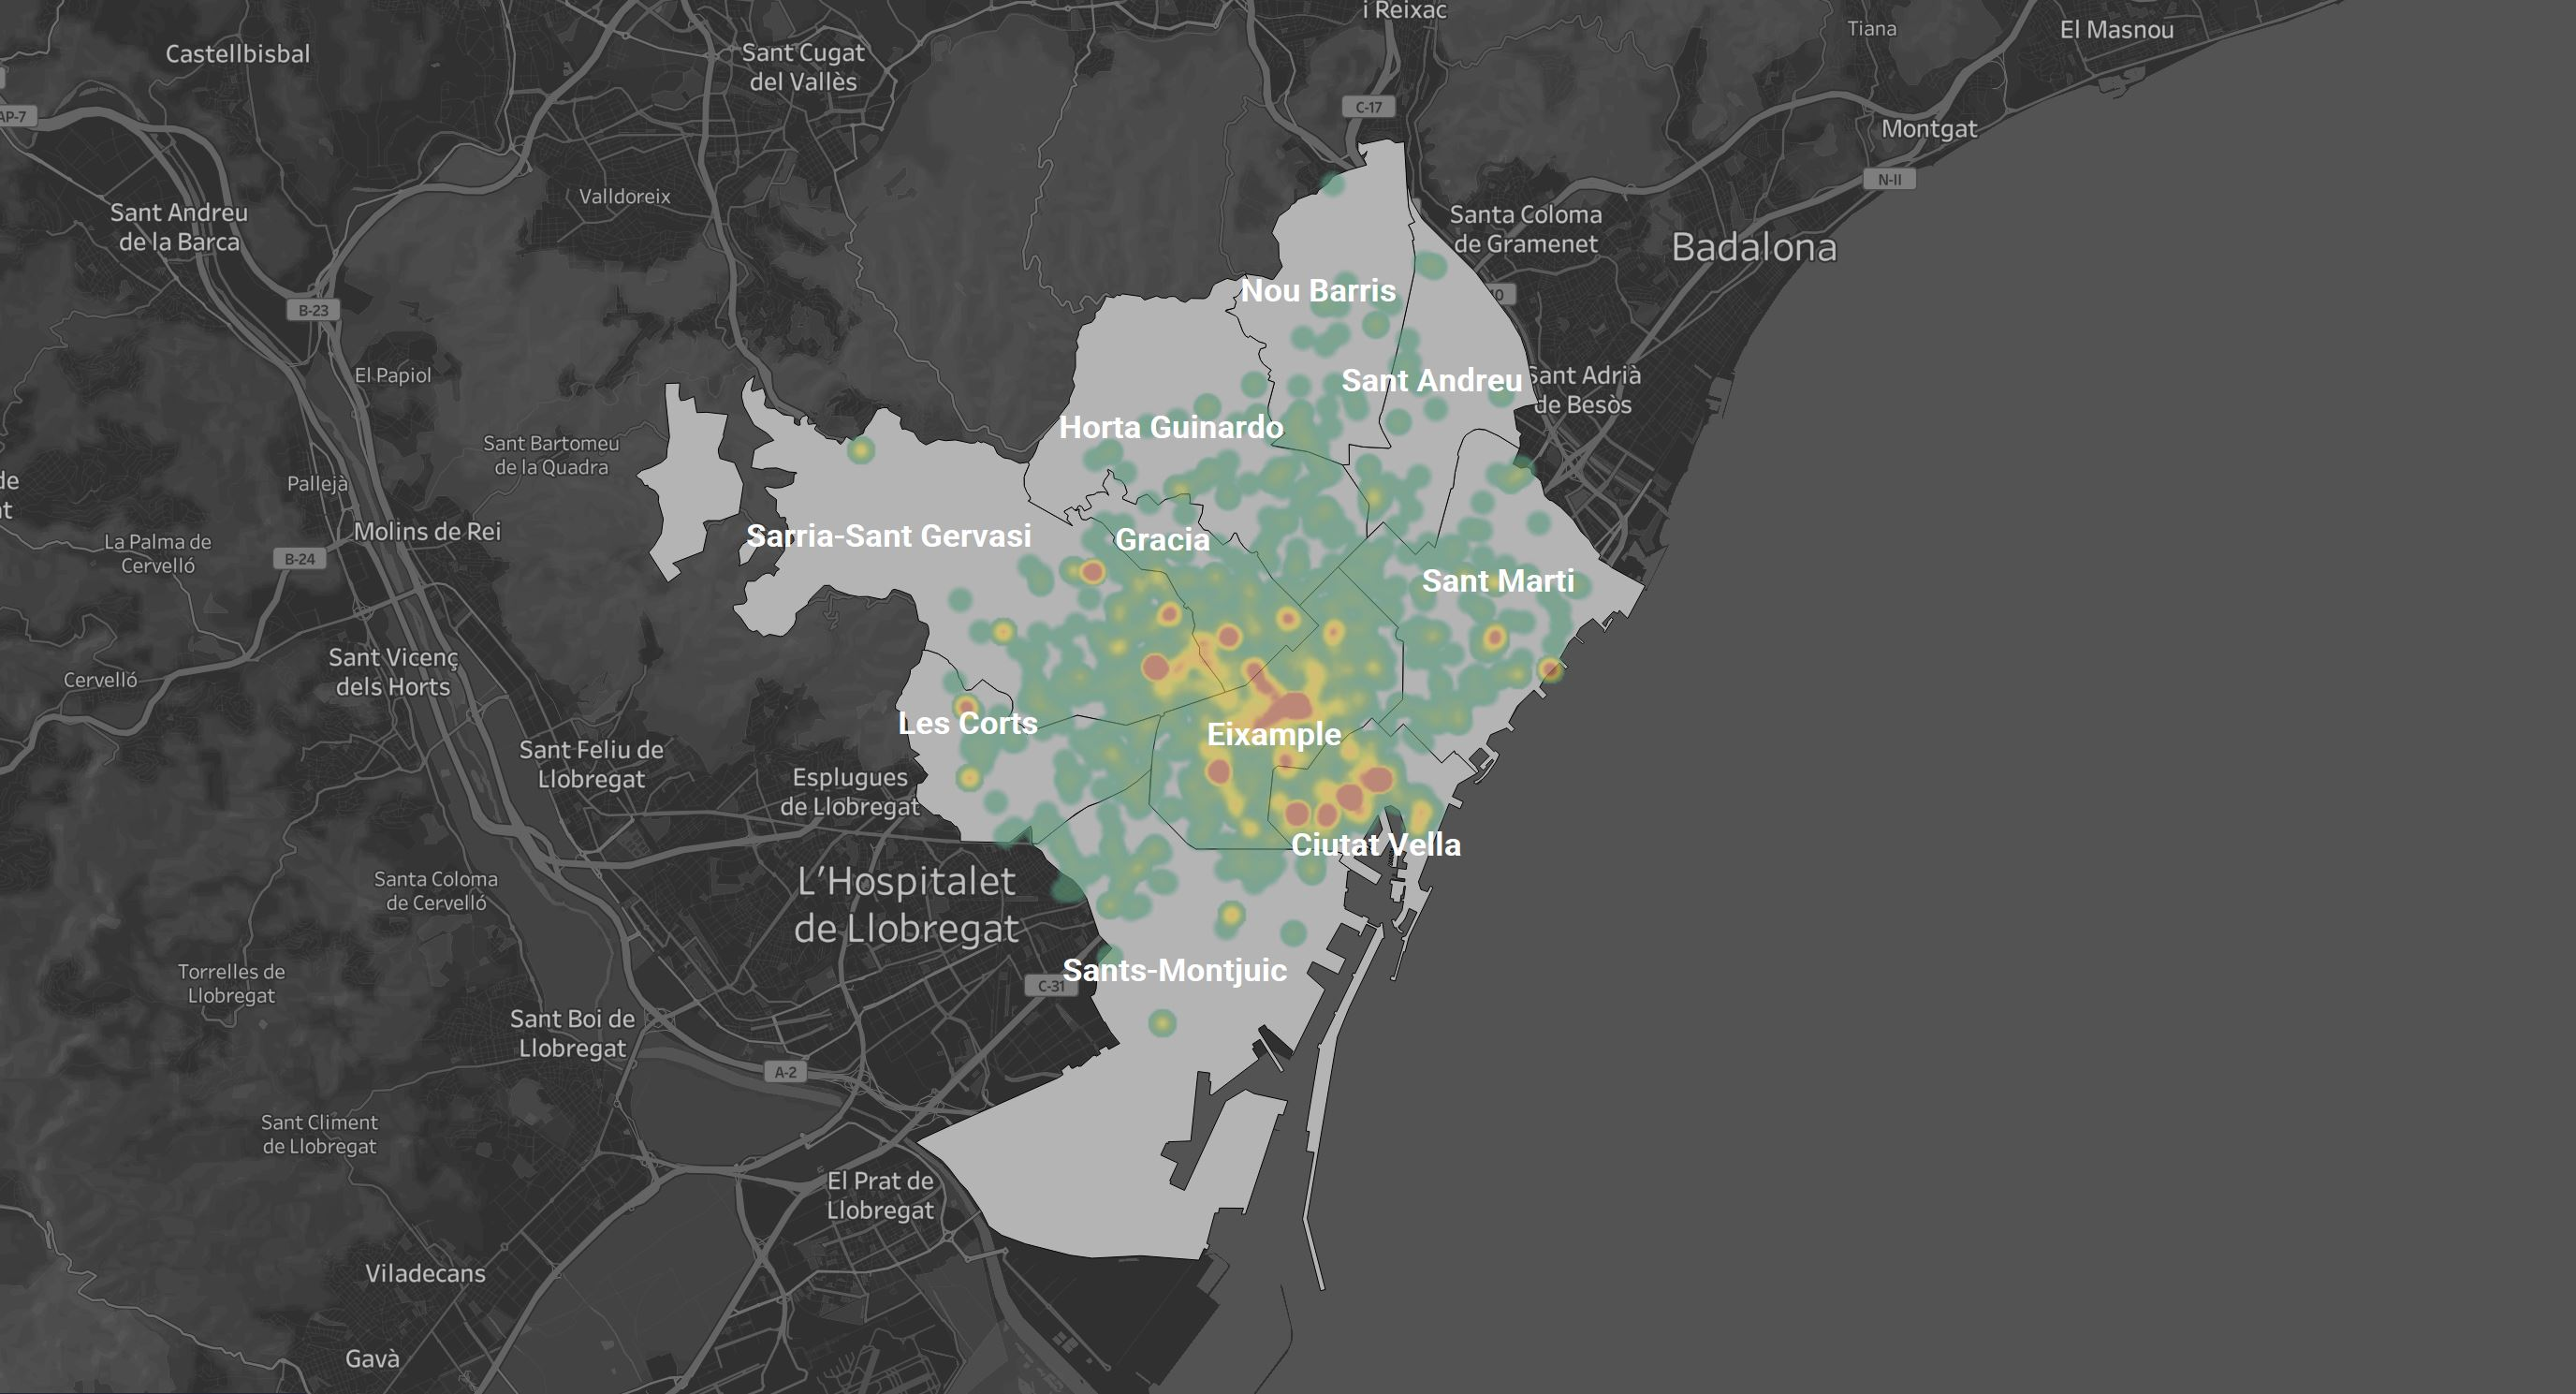 i Reixac
Castellbisbal
Sant Cugat
del Vallès
Tiana
El Masnou
AP-7
C-17
Montgat
N-II
Valldoreix
Sant Andreu
de la Barca
Santa Coloma
de Gramenet
Badalona
B-23
Nou Barris
El Papiol
Sant Andreu
Sant Adrià
de Besòs
Horta Guinardo
Sant Bartomeu
de la Quadra
Pallejà
Molins de Rei
Sarria-Sant Gervasi
Gracia
La Palma de
Cervelló
B-24
Sant Marti
Sant Vicenç
dels Horts
Cervelló
Les Corts
Eixample
Sant Feliu de
Llobregat
Esplugues
de Llobregat
Ciutat Vella
L'Hospitalet
de Llobregat
Santa Coloma
de Cervelló
Sants-Montjuic
C-31
Torrelles de
Llobregat
Sant Boi de
Llobregat
A-2
Sant Climent
de Llobregat
El Prat de
Llobregat
Viladecans
Gavà